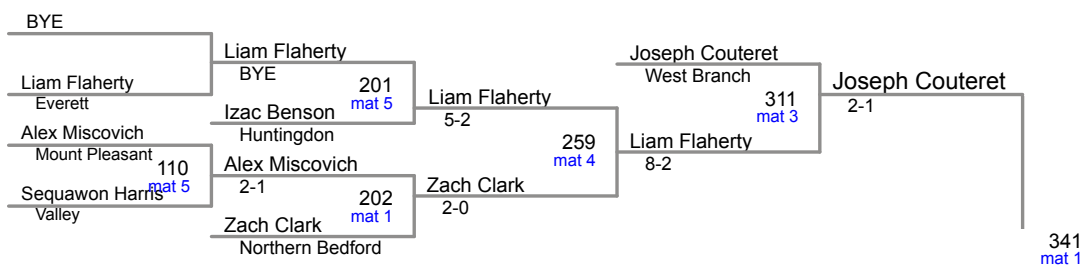 BYE
Liam Flaherty
Everett
Alex Miscovich
Mount Pleasant
110
mat 5
Sequawon Harris
Valley
Liam Flaherty
BYE
201
mat 5
Izac Benson
Huntingdon
Alex Miscovich
2-1
202
mat 1
Zach Clark
Northern Bedford
Liam Flaherty
5-2
259
mat 4
Zach Clark
2-0
Joseph Couteret
West Branch
311
mat 3
Liam Flaherty
8-2
Joseph Couteret
2-1
341
mat 1